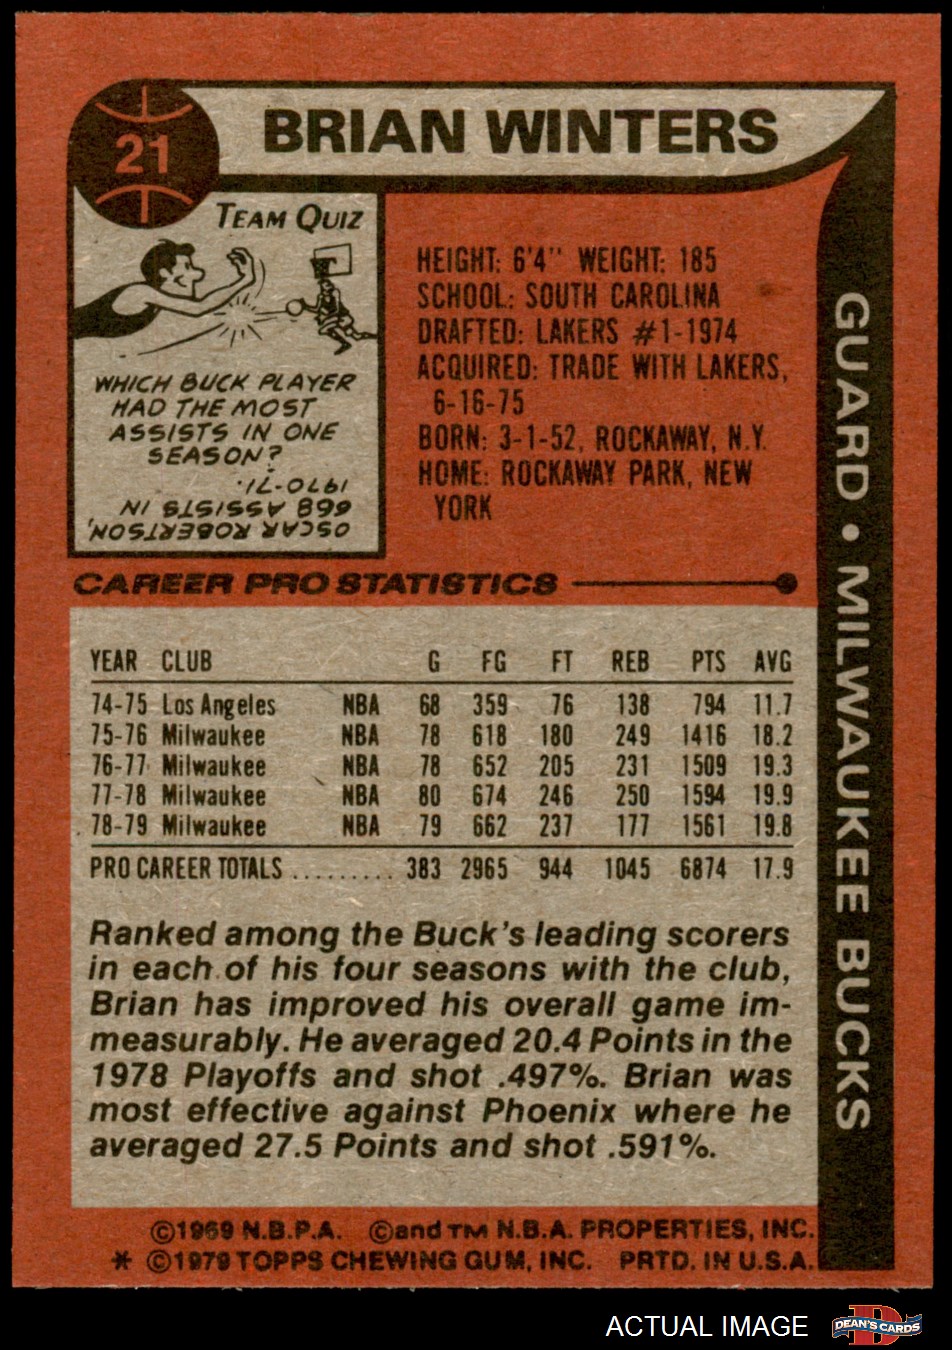 21
BRIAN WINTERS
TEAM QUIZ
WHICH BUCK PLAYER
HAD THE MOST
ASSISTS IN ONE
SEASON?
OSCAR ROBERTSON,
668 ASSISTS IN
1970-71.
HEIGHT: 6'4" WEIGHT: 185
SCHOOL: SOUTH CAROLINA
DRAFTED: LAKERS #1-1974
ACQUIRED: TRADE WITH LAKERS,
6-16-75
BORN: 3-1-52, ROCKAWAY, N.Y.
HOME: ROCKAWAY PARK, NEW
YORK
GUARD • MILWAUKEE BUCKS
CAREER PRO STATISTICS
YEAR CLUB G FG FT REB PTS AVG
74-75 Los Angeles NBA 68 359 76 138 794 11.7
75-76 Milwaukee NBA 78 618 180 249 1416 18.2
76-77 Milwaukee NBA 78 652 205 231 1509 19.3
77-78 Milwaukee NBA 80 674 246 250 1594 19.9
78-79 Milwaukee NBA 79 662 237 177 1561 19.8
PRO CAREER TOTALS ......... 383 2965 944 1045 6874 17.9
Ranked among the Buck's leading scorers
in each of his four seasons with the club,
Brian has improved his overall game im-
measurably. He averaged 20.4 Points in the
1978 Playoffs and shot .497%. Brian was
most effective against Phoenix where he
averaged 27.5 Points and shot .591%.
©1969 N.B.P.A. ©and TM N.B.A. PROPERTIES, INC.
* ©1979 TOPPS CHEWING GUM, INC. PRTD. IN U.S.A.
ACTUAL IMAGE
DEAN'S CARDS